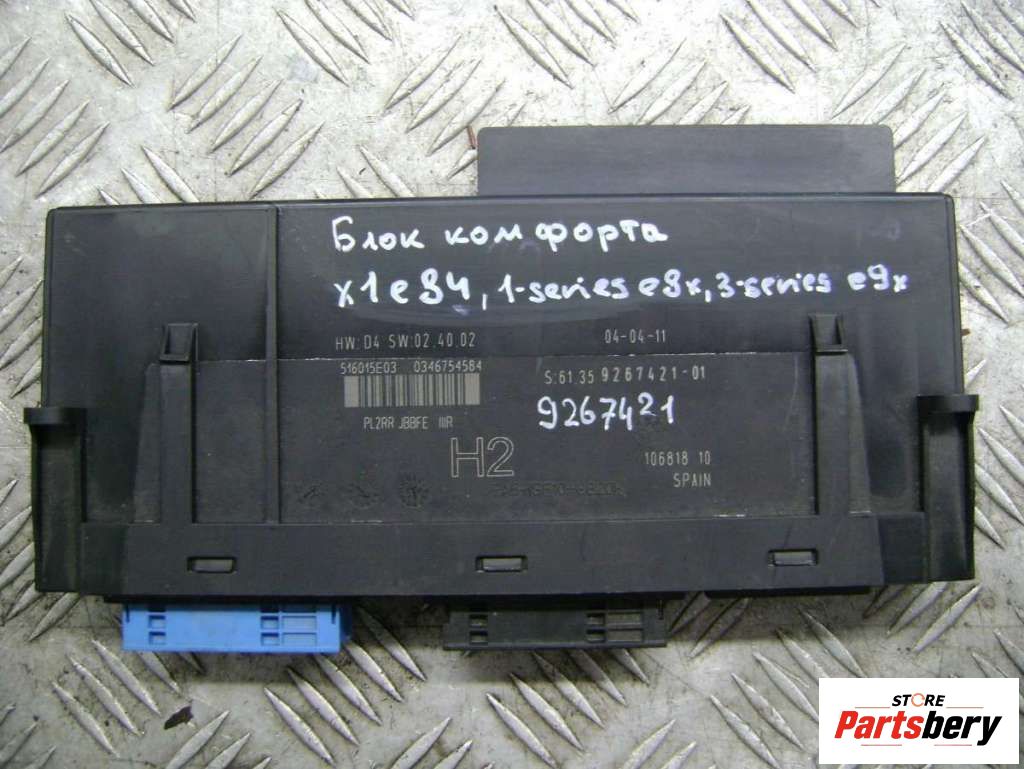 Блок комфорта
x1 e84, 1-series e8x, 3-series e9x
HW:D4 SW:02.40.02 04-04-11
516015E03 0346754584
S:61.35 9267421-01
9267421
PL2RR JBBFE IIIR
H2
106818 10
SPAIN
STORE
Partsbery